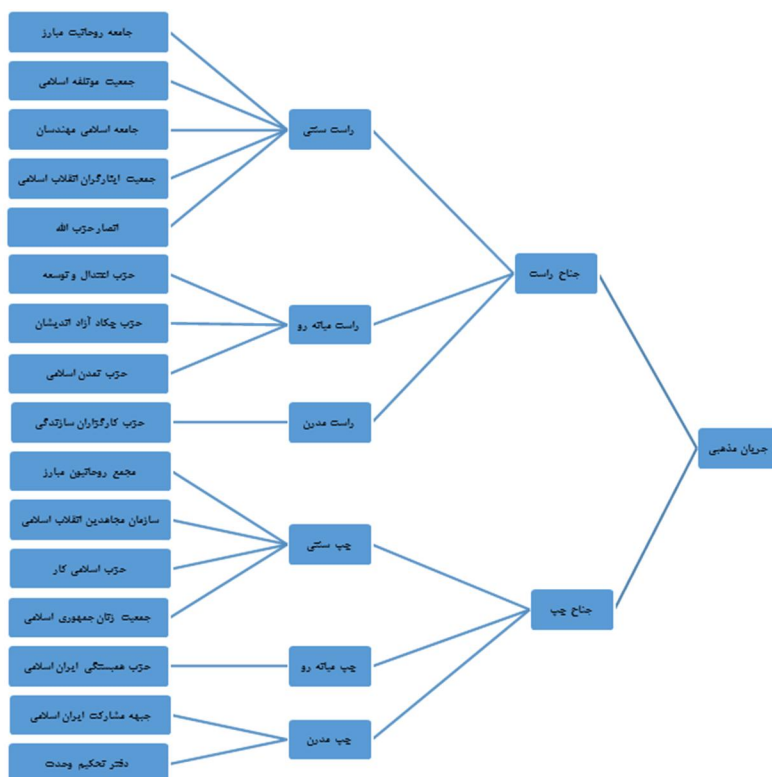 جریان مذهبی
جناح راست
راست سنتی
جامعه روحانیت مبارز
جمعیت موتلفه اسلامی
جامعه اسلامی مهندسان
جمعیت ایثارگران انقلاب اسلامی
انصار حزب الله
راست میانه رو
حزب اعتدال و توسعه
حزب چکاد آزاد اندیشان
حزب تمدن اسلامی
راست مدرن
حزب کارگزاران سازندگی
جناح چپ
چپ سنتی
مجمع روحانیون مبارز
سازمان مجاهدین انقلاب اسلامی
حزب اسلامی کار
جمعیت زنان جمهوری اسلامی
چپ میانه رو
حزب همبستگی ایران اسلامی
چپ مدرن
جبهه مشارکت ایران اسلامی
دفتر تحکیم وحدت